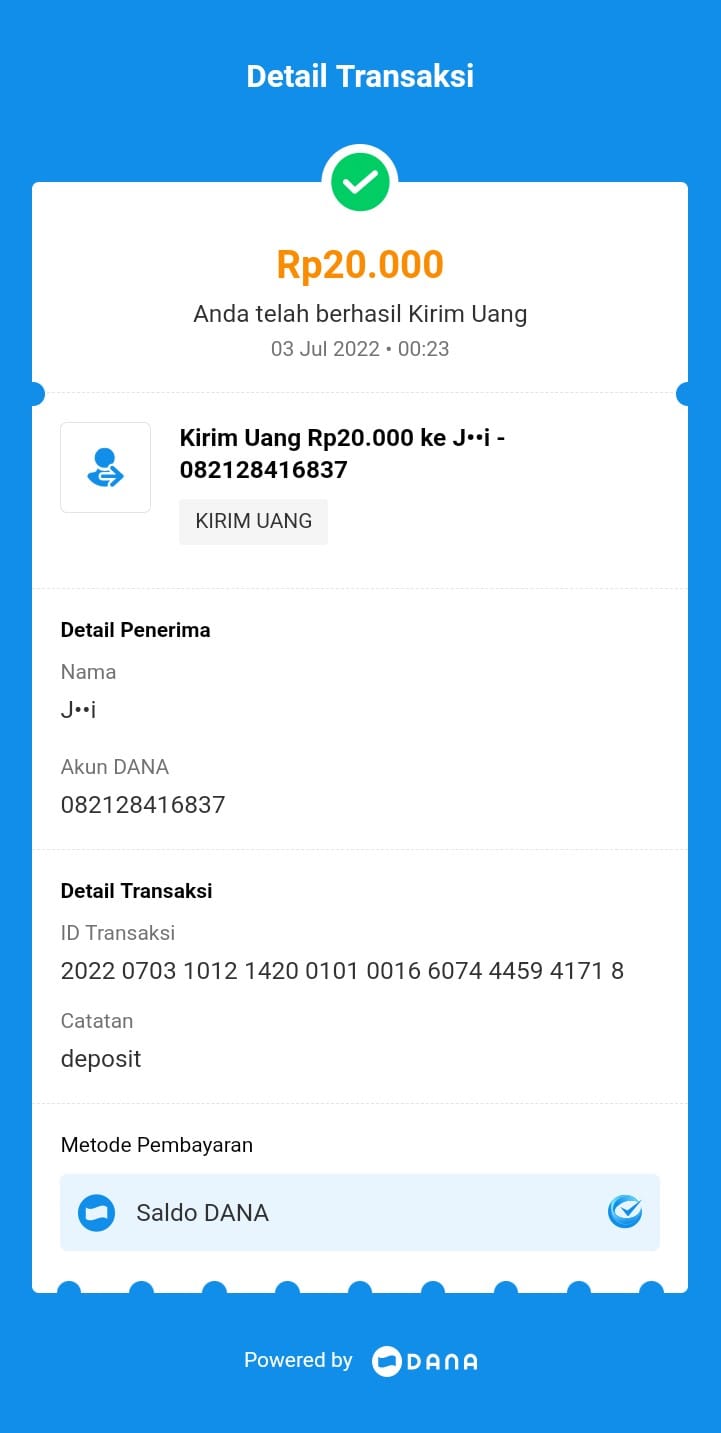 Detail Transaksi
Rp20.000
Anda telah berhasil Kirim Uang
03 Jul 2022 • 00:23
Kirim Uang Rp20.000 ke J••i -
082128416837
KIRIM UANG
Detail Penerima
Nama
J••i
Akun DANA
082128416837
Detail Transaksi
ID Transaksi
2022 0703 1012 1420 0101 0016 6074 4459 4171 8
Catatan
deposit
Metode Pembayaran
Saldo DANA
Powered by DANA